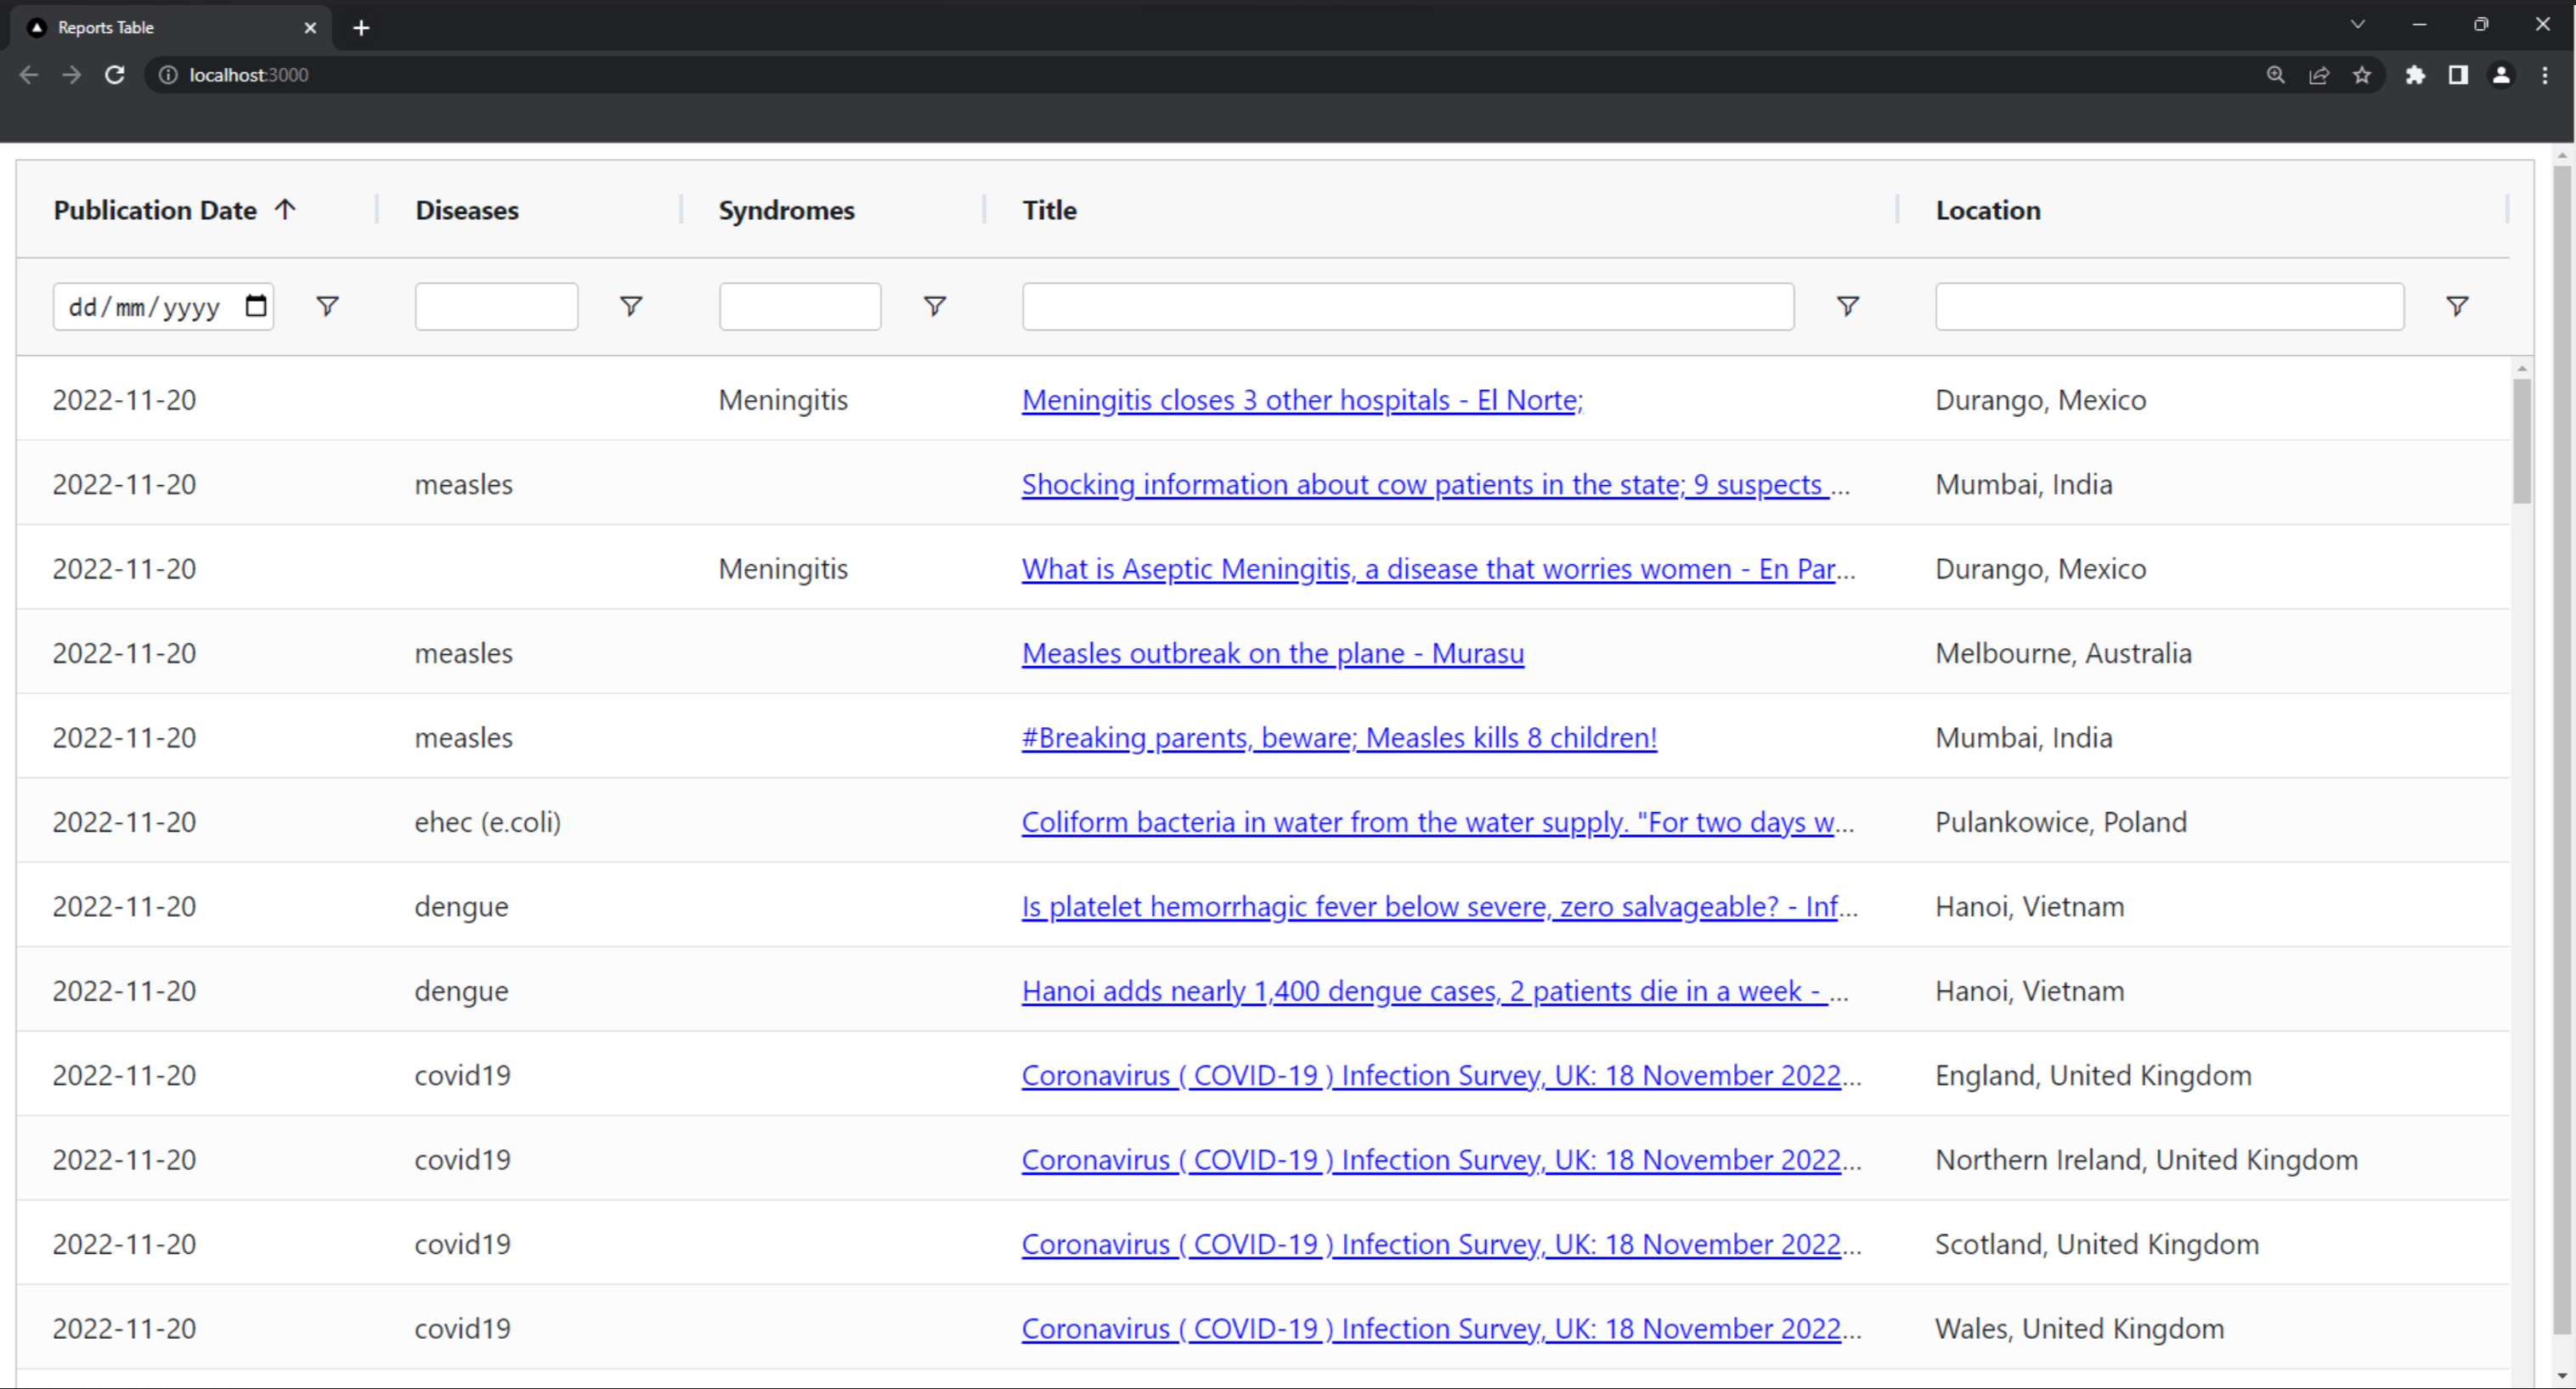 Reports Table
localhost:3000
Publication Date Diseases Syndromes Title Location
dd/mm/yyyy
2022-11-20 Meningitis Meningitis closes 3 other hospitals - El Norte; Durango, Mexico
2022-11-20 measles Shocking information about cow patients in the state; 9 suspects ... Mumbai, India
2022-11-20 Meningitis What is Aseptic Meningitis, a disease that worries women - En Par... Durango, Mexico
2022-11-20 measles Measles outbreak on the plane - Murasu Melbourne, Australia
2022-11-20 measles #Breaking parents, beware; Measles kills 8 children! Mumbai, India
2022-11-20 ehec (e.coli) Coliform bacteria in water from the water supply. "For two days w... Pulankowice, Poland
2022-11-20 dengue Is platelet hemorrhagic fever below severe, zero salvageable? - Inf... Hanoi, Vietnam
2022-11-20 dengue Hanoi adds nearly 1,400 dengue cases, 2 patients die in a week - ... Hanoi, Vietnam
2022-11-20 covid19 Coronavirus ( COVID-19 ) Infection Survey, UK: 18 November 2022... England, United Kingdom
2022-11-20 covid19 Coronavirus ( COVID-19 ) Infection Survey, UK: 18 November 2022... Northern Ireland, United Kingdom
2022-11-20 covid19 Coronavirus ( COVID-19 ) Infection Survey, UK: 18 November 2022... Scotland, United Kingdom
2022-11-20 covid19 Coronavirus ( COVID-19 ) Infection Survey, UK: 18 November 2022... Wales, United Kingdom